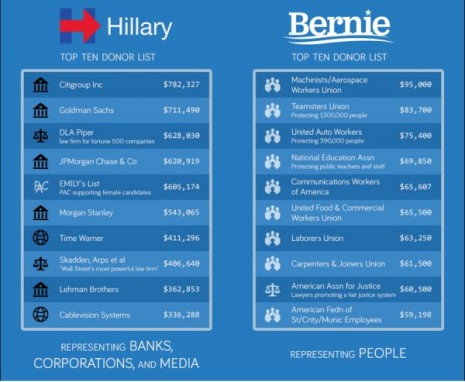 Hillary
TOP TEN DONOR LIST
Citigroup Inc $782,327
Goldman Sachs $711,490
DLA Piper $628,030
law firm for fortune 500 companies
JPMorgan Chase & Co $620,919
PAC EMILY's List $605,174
PAC supporting female candidates
Morgan Stanley $543,065
Time Warner $411,296
Skadden, Arps et al $406,640
"Wall Street's most powerful law firm"
Lehman Brothers $362,853
Cablevision Systems $336,288
REPRESENTING BANKS,
CORPORATIONS, AND MEDIA
Bernie
TOP TEN DONOR LIST
Machinists/Aerospace
Workers Union $95,000
Teamsters Union $83,700
Protecting 1,300,000 people
United Auto Workers $75,400
Protecting 390,000 people
National Education Assn $69,850
Protecting public teachers and staff
Communications Workers
of America $65,607
United Food & Commercial
Workers Union $65,500
Laborers Union $63,250
Carpenters & Joiners Union $61,500
American Assn for Justice $60,500
Lawyers promoting a fair justice system
American Fedn of
St/Cnty/Munic Employees $59,198
REPRESENTING PEOPLE